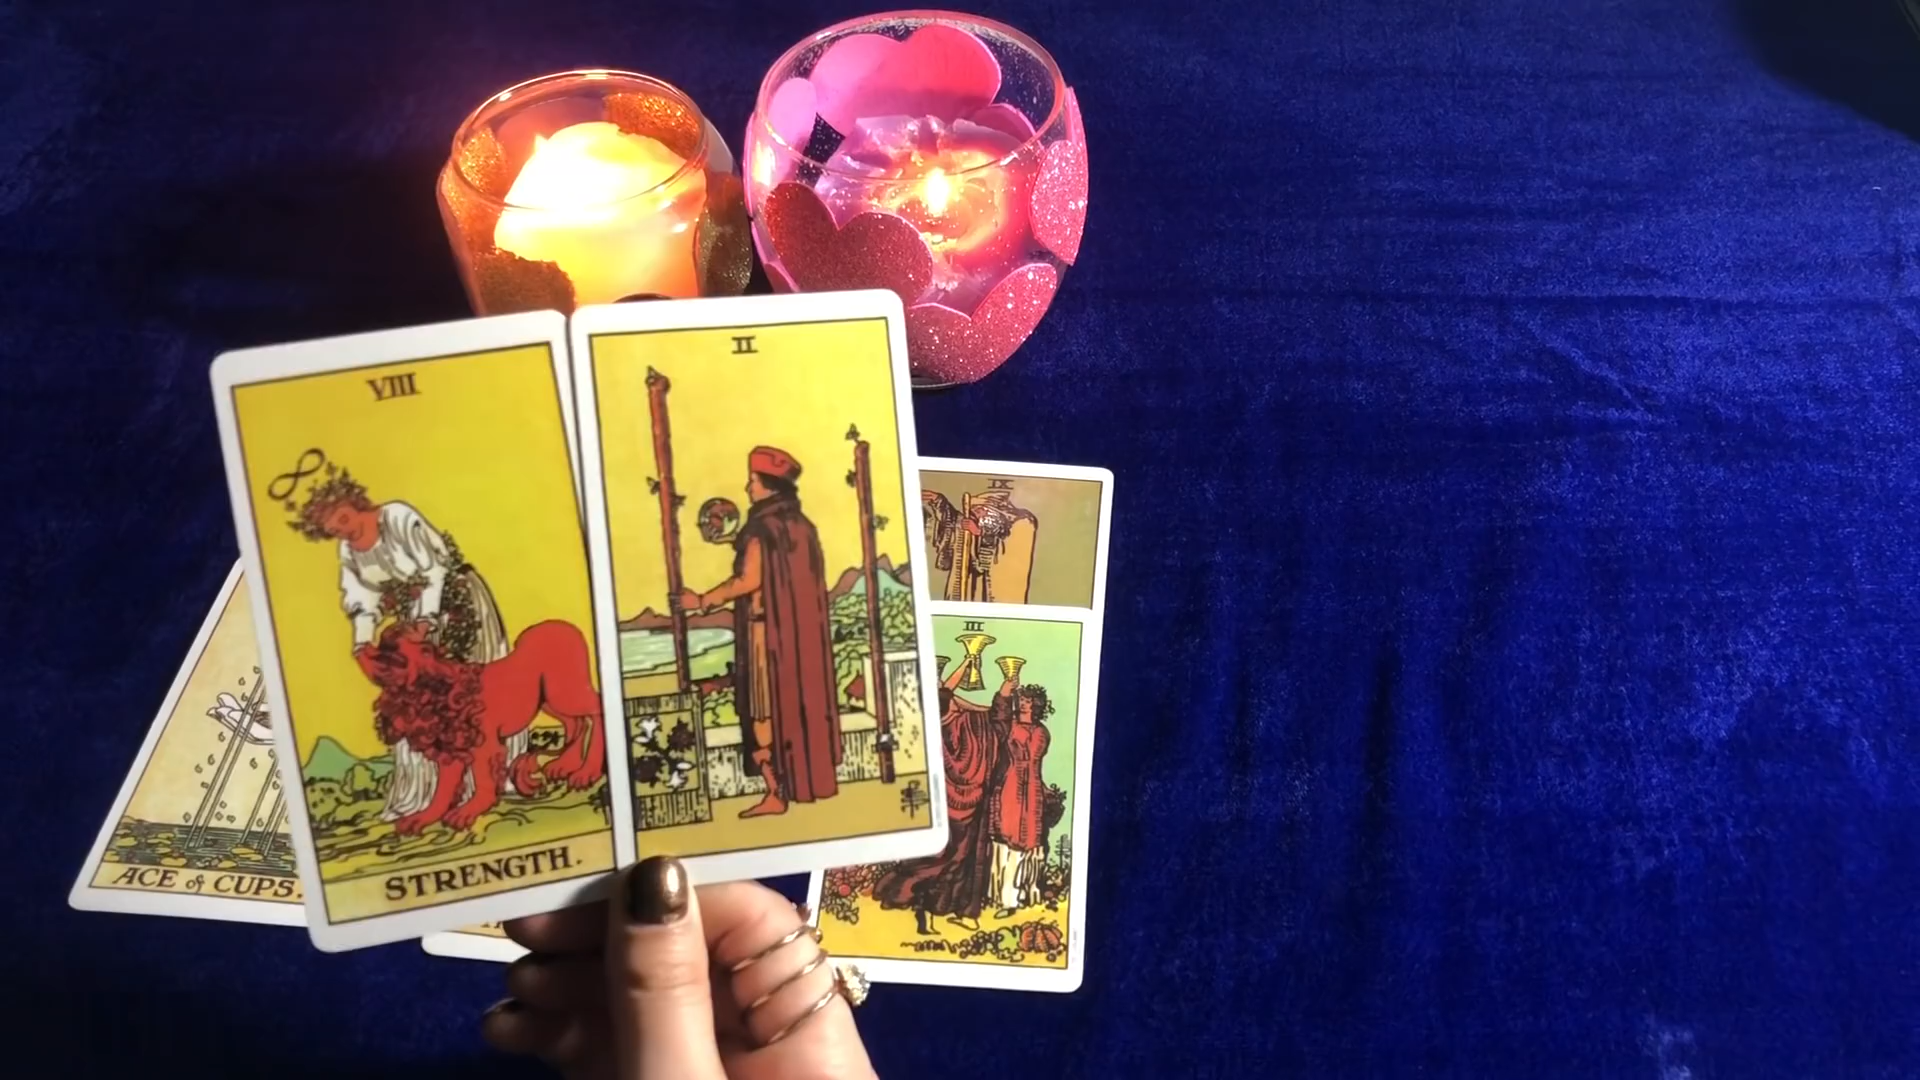 VIII
II
IX
III
ACE of CUPS.
STRENGTH.